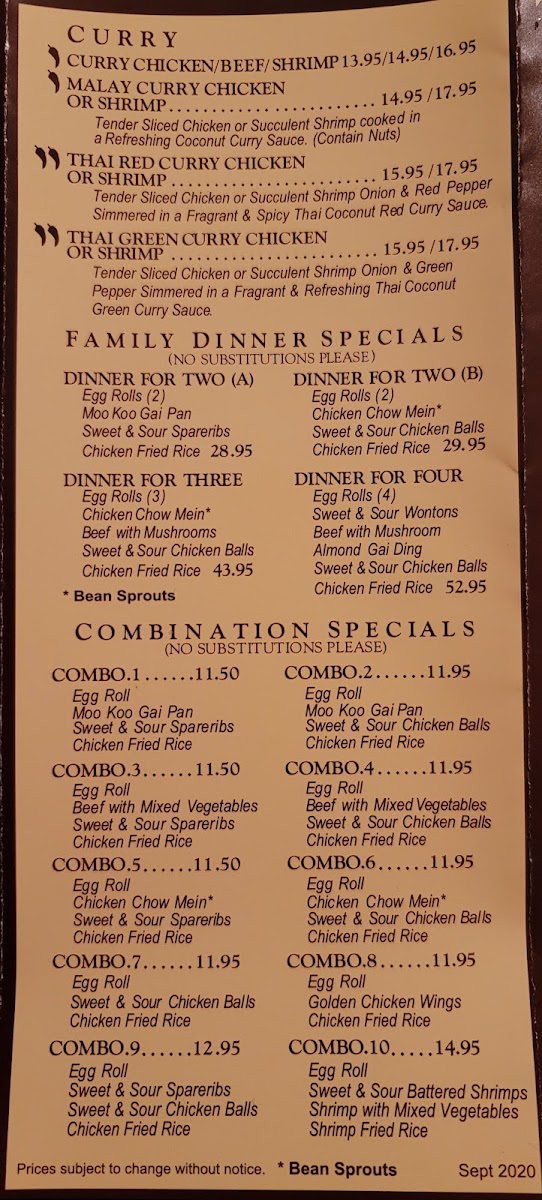 CURRY
CURRY CHICKEN/BEEF/SHRIMP 13.95/14.95/16.95
MALAY CURRY CHICKEN
OR SHRIMP........................ 14.95/17.95
Tender Sliced Chicken or Succulent Shrimp cooked in
a Refreshing Coconut Curry Sauce. (Contain Nuts)
THAI RED CURRY CHICKEN
OR SHRIMP........................ 15.95/17.95
Tender Sliced Chicken or Succulent Shrimp Onion & Red Pepper
Simmered in a Fragrant & Spicy Thai Coconut Red Curry Sauce.
THAI GREEN CURRY CHICKEN
OR SHRIMP ........................ 15.95/17.95
Tender Sliced Chicken or Succulent Shrimp Onion & Green
Pepper Simmered in a Fragrant & Refreshing Thai Coconut
Green Curry Sauce.
FAMILY DINNER SPECIALS
(NO SUBSTITUTIONS PLEASE)
DINNER FOR TWO (A)
Egg Rolls (2)
Moo Koo Gai Pan
Sweet & Sour Spareribs
Chicken Fried Rice 28.95
DINNER FOR TWO (B)
Egg Rolls (2)
Chicken Chow Mein*
Sweet & Sour Chicken Balls
Chicken Fried Rice 29.95
DINNER FOR THREE
Egg Rolls (3)
Chicken Chow Mein*
Beef with Mushrooms
Sweet & Sour Chicken Balls
Chicken Fried Rice 43.95
* Bean Sprouts
DINNER FOR FOUR
Egg Rolls (4)
Sweet & Sour Wontons
Beef with Mushroom
Almond Gai Ding
Sweet & Sour Chicken Balls
Chicken Fried Rice 52.95
COMBINATION SPECIALS
(NO SUBSTITUTIONS PLEASE)
COMBO.1......11.50
Egg Roll
Moo Koo Gai Pan
Sweet & Sour Spareribs
Chicken Fried Rice
COMBO.2......11.95
Egg Roll
Moo Koo Gai Pan
Sweet & Sour Chicken Balls
Chicken Fried Rice
COMBO.3......11.50
Egg Roll
Beef with Mixed Vegetables
Sweet & Sour Spareribs
Chicken Fried Rice
COMBO.4......11.95
Egg Roll
Beef with Mixed Vegetables
Sweet & Sour Chicken Balls
Chicken Fried Rice
COMBO.5......11.50
Egg Roll
Chicken Chow Mein*
Sweet & Sour Spareribs
Chicken Fried Rice
COMBO.6......11.95
Egg Roll
Chicken Chow Mein*
Sweet & Sour Chicken Balls
Chicken Fried Rice
COMBO.7......11.95
Egg Roll
Sweet & Sour Chicken Balls
Chicken Fried Rice
COMBO.8......11.95
Egg Roll
Golden Chicken Wings
Chicken Fried Rice
COMBO.9......12.95
Egg Roll
Sweet & Sour Spareribs
Sweet & Sour Chicken Balls
Chicken Fried Rice
COMBO.10.....14.95
Egg Roll
Sweet & Sour Battered Shrimps
Shrimp with Mixed Vegetables
Shrimp Fried Rice
Prices subject to change without notice. * Bean Sprouts Sept 2020